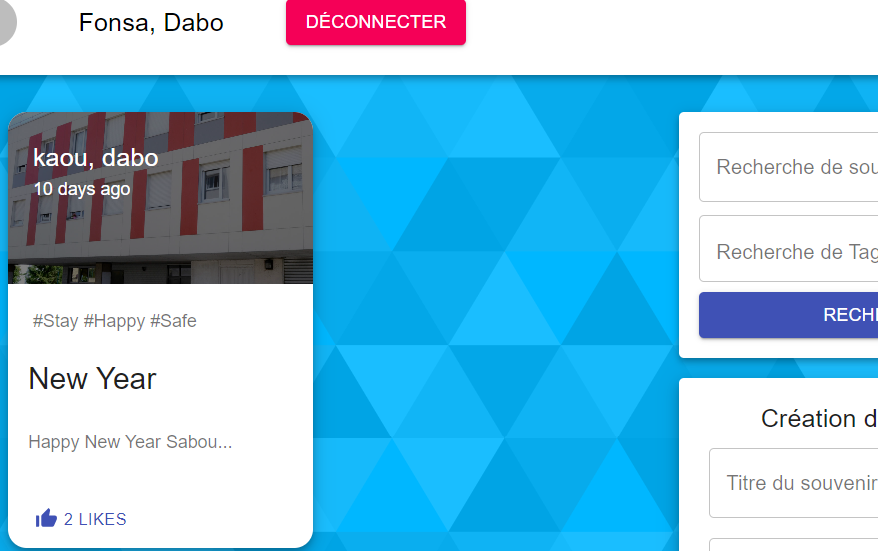 Fonsa, Dabo
DÉCONNECTER
kaou, dabo
10 days ago
#Stay #Happy #Safe
New Year
Happy New Year Sabou...
2 LIKES
Recherche de sou
Recherche de Tag
RECH
Création d
Titre du souvenir